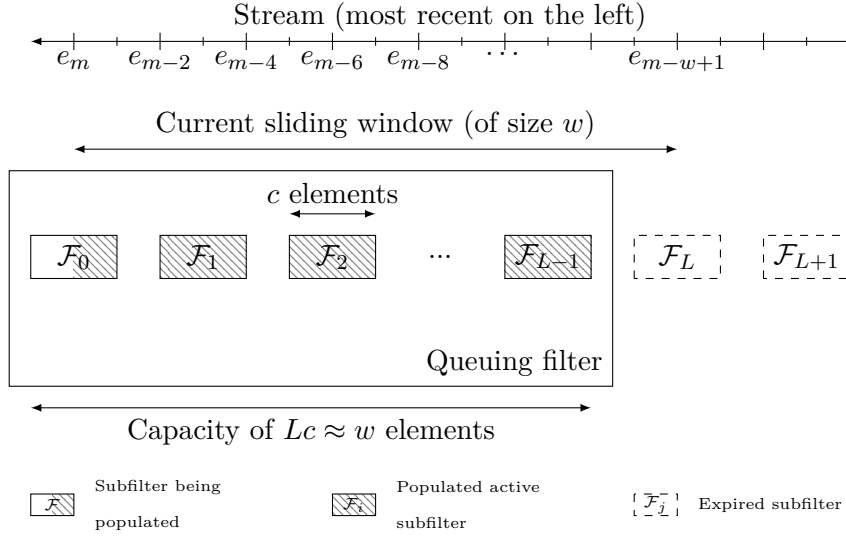 Stream (most recent on the left)
e_m e_{m−2} e_{m−4} e_{m−6} e_{m−8} ··· e_{m−w+1}
Current sliding window (of size w)
c elements
F_0 F_1 F_2 ... F_{L−1} F_L F_{L+1}
Queuing filter
Capacity of Lc ≈ w elements
F Subfilter being populated
F_i Populated active subfilter
F_j Expired subfilter